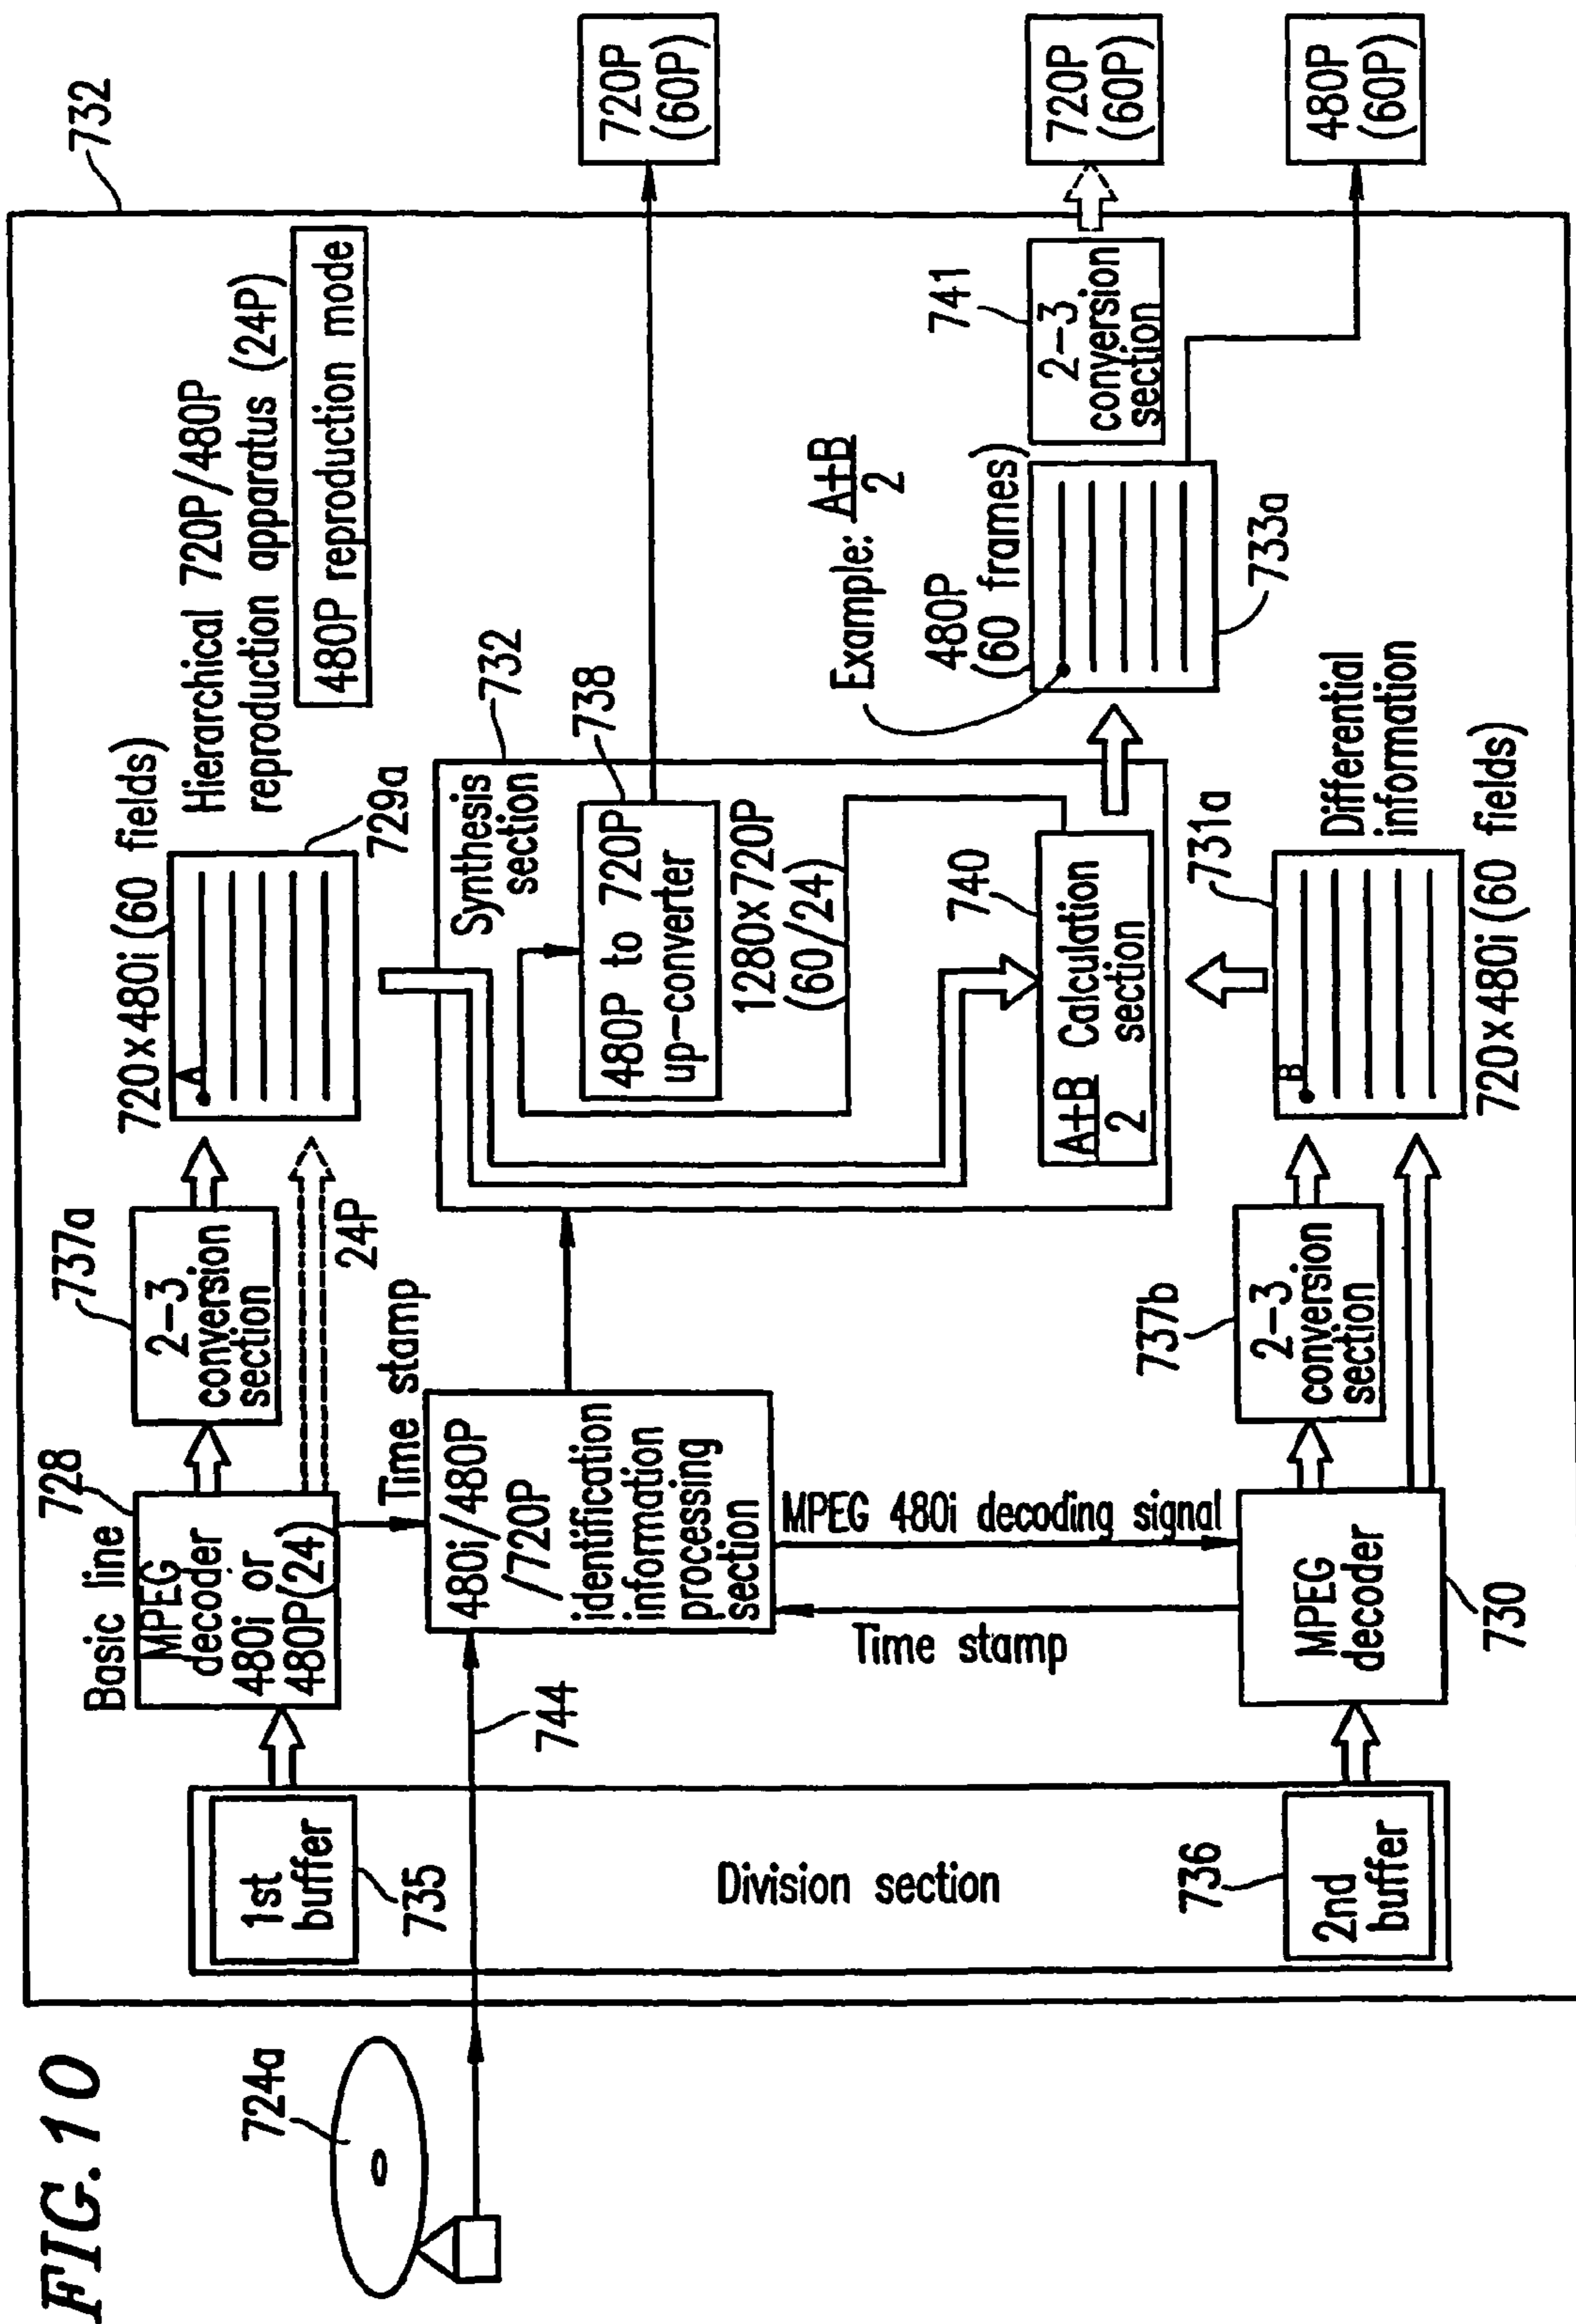 FIG. 10
732
Hierarchical 720P/480P
reproduction apparatus (24P)
480P reproduction mode
724a
744
1st
buffer
735
Division section
736
2nd
buffer
Basic line
728
MPEG
decoder
480i or
480P(24)
737a
2-3
conversion
section
24P
Time stamp
720x480i (60 fields)
A
729a
480i/480P
/720P
identification
information
processing
section
MPEG 480i decoding signal
Time stamp
MPEG
decoder
730
737b
2-3
conversion
section
Synthesis
section
732
738
480P to 720P
up-converter
1280x720P
(60/24)
740
A+B
2
Calculation
section
731a
B
Differential
information
720x480i (60 fields)
Example: A+B
2
480P
(60 frames)
733a
741
2-3
conversion
section
720P
(60P)
720P
(60P)
480P
(60P)